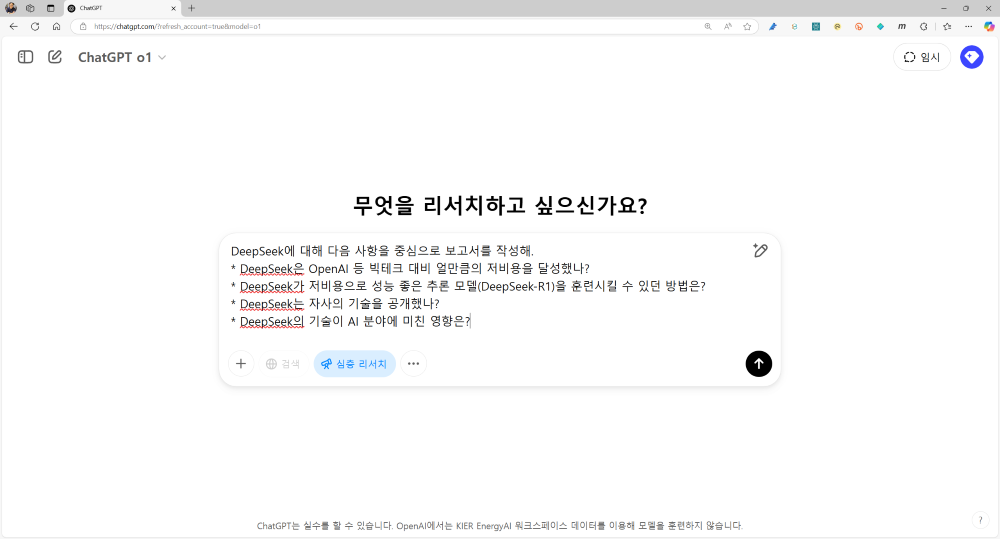 ChatGPT
https://chatgpt.com/?refresh_account=true&model=o1
ChatGPT o1
임시
무엇을 리서치하고 싶으신가요?
DeepSeek에 대해 다음 사항을 중심으로 보고서를 작성해.
* DeepSeek은 OpenAI 등 빅테크 대비 얼만큼의 저비용을 달성했나?
* DeepSeek가 저비용으로 성능 좋은 추론 모델(DeepSeek-R1)을 훈련시킬 수 있던 방법은?
* DeepSeek는 자사의 기술을 공개했나?
* DeepSeek의 기술이 AI 분야에 미친 영향은?
검색
심층 리서치
ChatGPT는 실수를 할 수 있습니다. OpenAI에서는 KIER EnergyAI 워크스페이스 데이터를 이용해 모델을 훈련하지 않습니다.
?